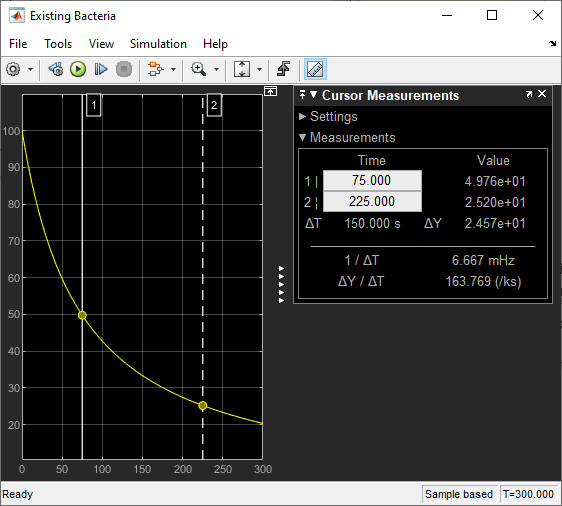 Existing Bacteria
File Tools View Simulation Help
1 2
100
90
80
70
60
50
40
30
20
0 50 100 150 200 250 300
Cursor Measurements
Settings
Measurements
Time Value
1 | 75.000 4.976e+01
2 ¦ 225.000 2.520e+01
ΔT 150.000 s ΔY 2.457e+01
1 / ΔT 6.667 mHz
ΔY / ΔT 163.769 (/ks)
Ready Sample based T=300.000